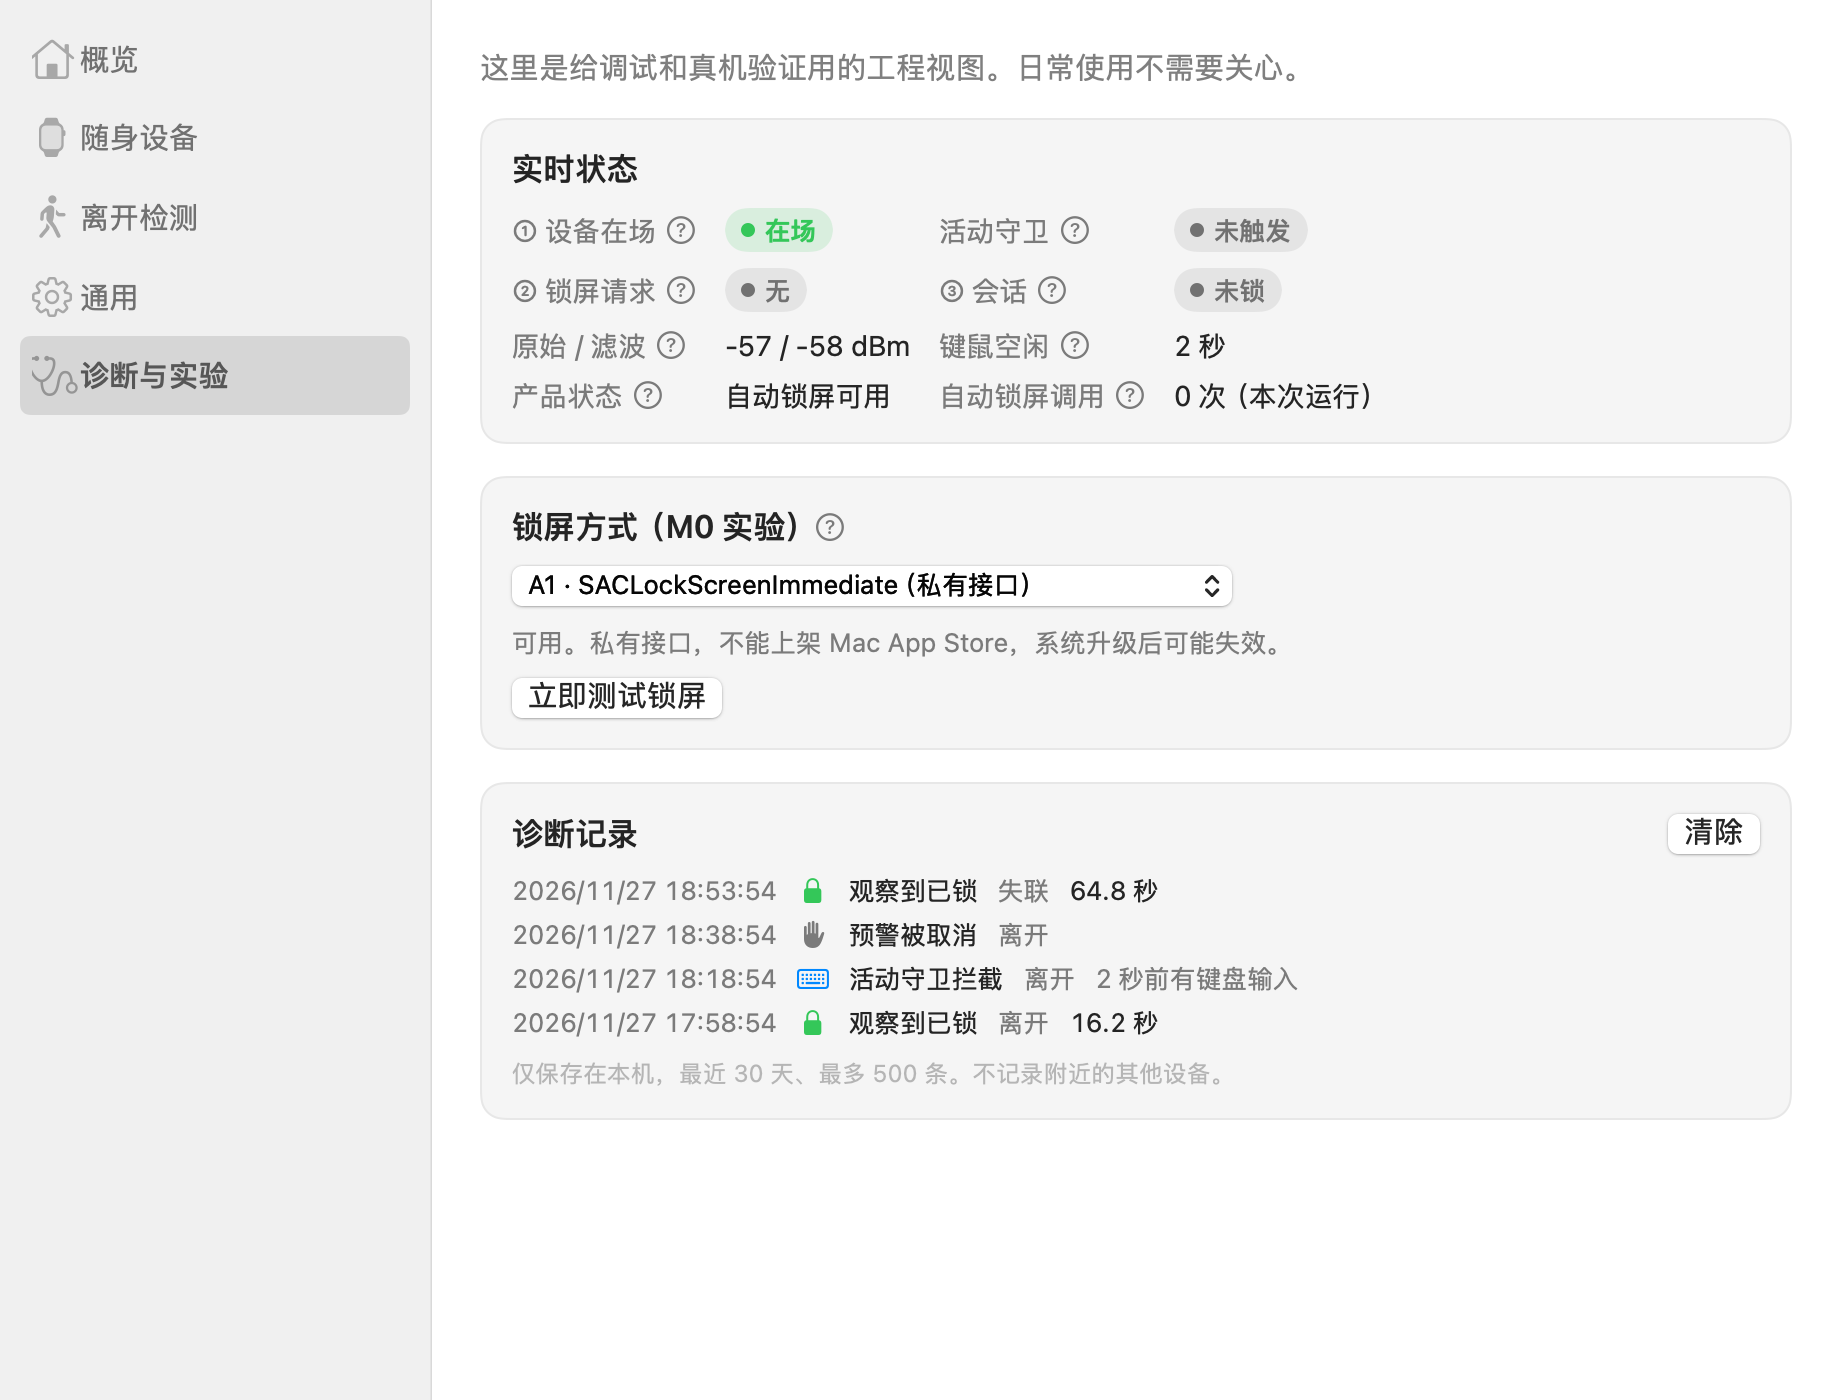 概览
随身设备
离开检测
通用
诊断与实验
这里是给调试和真机验证用的工程视图。日常使用不需要关心。
实时状态
① 设备在场 ? 在场 活动守卫 ? 未触发
② 锁屏请求 ? 无 ③ 会话 ? 未锁
原始 / 滤波 ? -57 / -58 dBm 键鼠空闲 ? 2 秒
产品状态 ? 自动锁屏可用 自动锁屏调用 ? 0 次（本次运行）
锁屏方式（M0 实验） ?
A1 · SACLockScreenImmediate（私有接口）
可用。私有接口，不能上架 Mac App Store，系统升级后可能失效。
立即测试锁屏
诊断记录 清除
2026/11/27 18:53:54 观察到已锁 失联 64.8 秒
2026/11/27 18:38:54 预警被取消 离开
2026/11/27 18:18:54 活动守卫拦截 离开 2 秒前有键盘输入
2026/11/27 17:58:54 观察到已锁 离开 16.2 秒
仅保存在本机，最近 30 天、最多 500 条。不记录附近的其他设备。